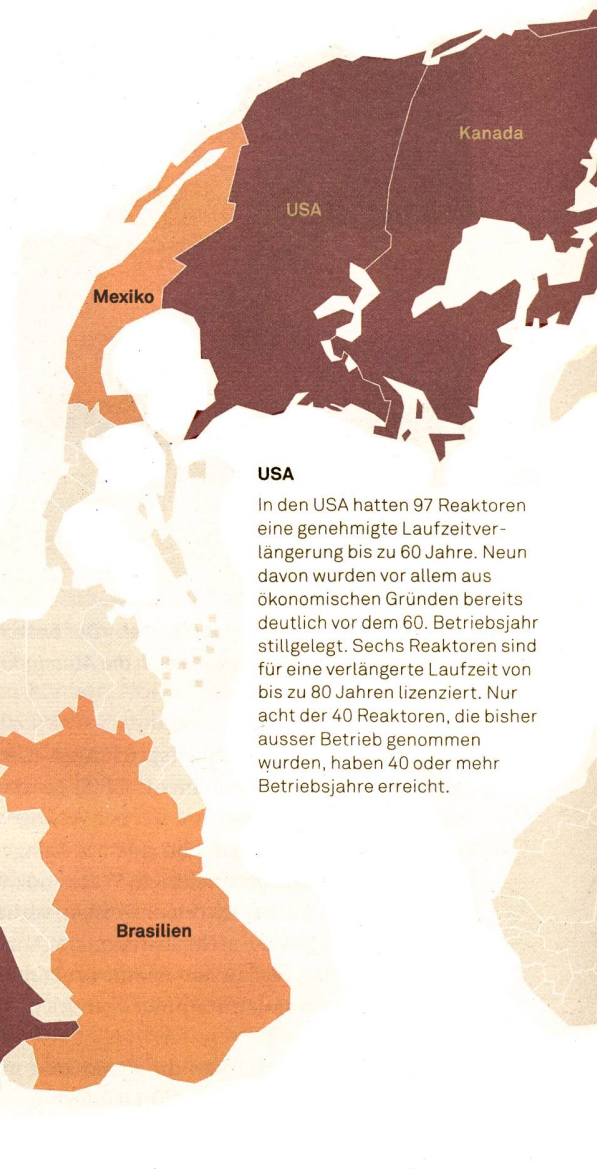 Kanada
USA
Mexiko
USA
In den USA hatten 97 Reaktoren
eine genehmigte Laufzeitver-
längerung bis zu 60 Jahre. Neun
davon wurden vor allem aus
ökonomischen Gründen bereits
deutlich vor dem 60. Betriebsjahr
stillgelegt. Sechs Reaktoren sind
für eine verlängerte Laufzeit von
bis zu 80 Jahren lizenziert. Nur
acht der 40 Reaktoren, die bisher
ausser Betrieb genommen
wurden, haben 40 oder mehr
Betriebsjahre erreicht.
Brasilien